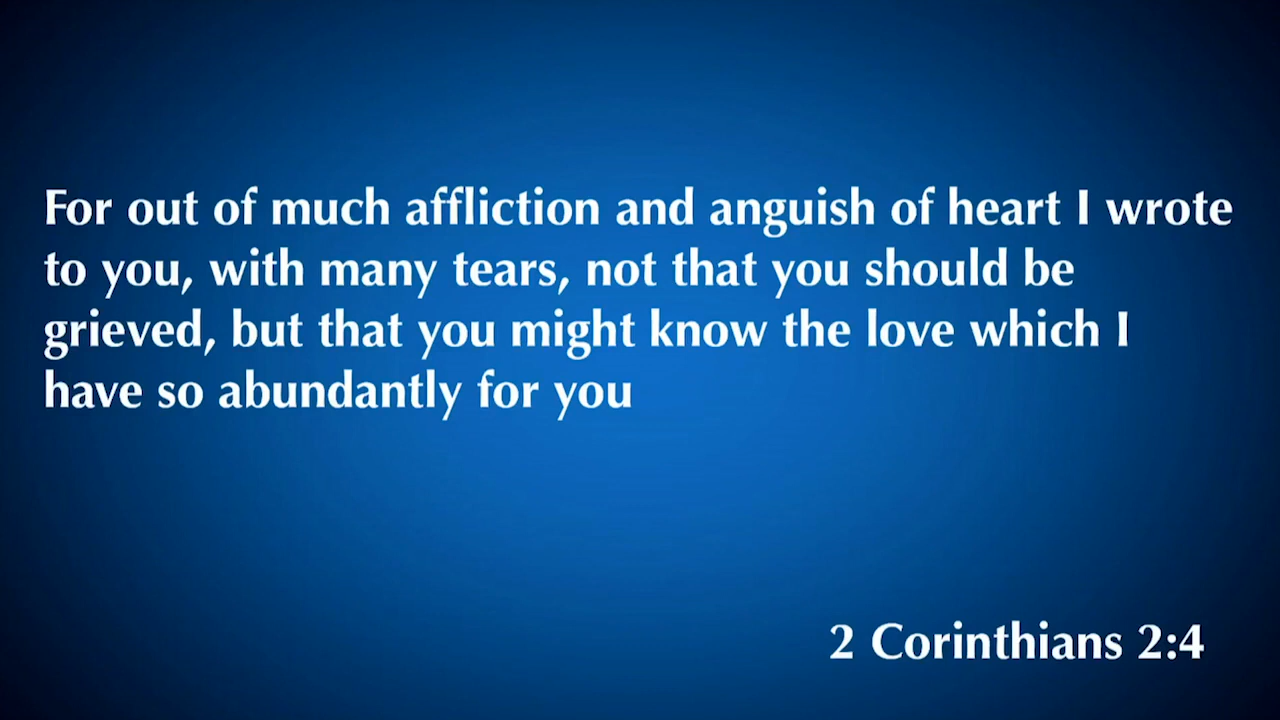 For out of much affliction and anguish of heart I wrote
to you, with many tears, not that you should be
grieved, but that you might know the love which I
have so abundantly for you
2 Corinthians 2:4